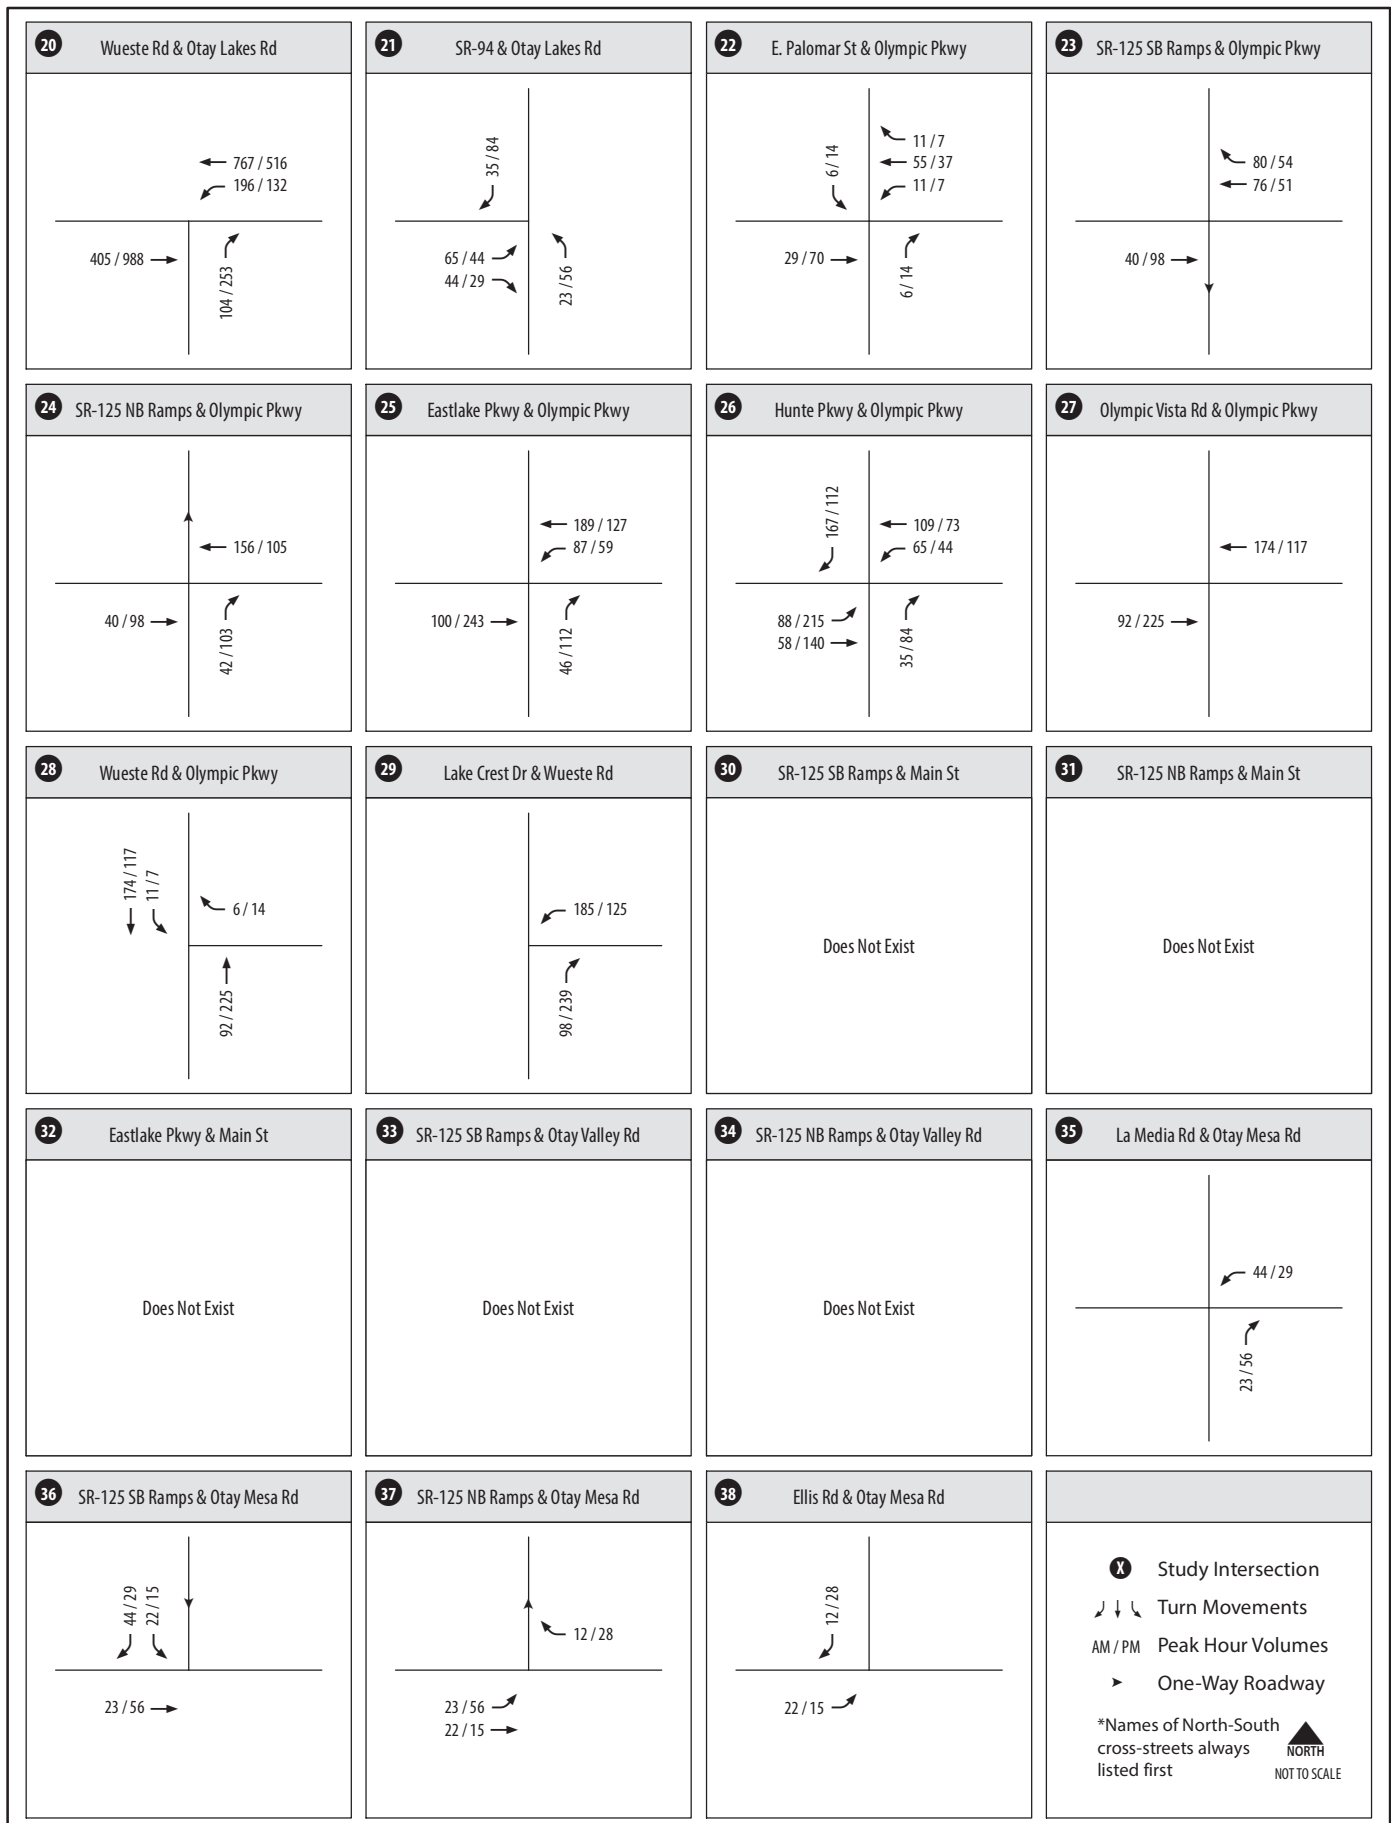 20 Wueste Rd & Otay Lakes Rd
767 / 516
196 / 132
405 / 988
104 / 253
21 SR-94 & Otay Lakes Rd
35 / 84
65 / 44
44 / 29
23 / 56
22 E. Palomar St & Olympic Pkwy
6 / 14
11 / 7
55 / 37
11 / 7
29 / 70
6 / 14
23 SR-125 SB Ramps & Olympic Pkwy
80 / 54
76 / 51
40 / 98
24 SR-125 NB Ramps & Olympic Pkwy
156 / 105
40 / 98
42 / 103
25 Eastlake Pkwy & Olympic Pkwy
189 / 127
87 / 59
100 / 243
46 / 112
26 Hunte Pkwy & Olympic Pkwy
167 / 112
109 / 73
65 / 44
88 / 215
58 / 140
35 / 84
27 Olympic Vista Rd & Olympic Pkwy
174 / 117
92 / 225
28 Wueste Rd & Olympic Pkwy
174 / 117
11 / 7
6 / 14
92 / 225
29 Lake Crest Dr & Wueste Rd
185 / 125
98 / 239
30 SR-125 SB Ramps & Main St
Does Not Exist
31 SR-125 NB Ramps & Main St
Does Not Exist
32 Eastlake Pkwy & Main St
Does Not Exist
33 SR-125 SB Ramps & Otay Valley Rd
Does Not Exist
34 SR-125 NB Ramps & Otay Valley Rd
Does Not Exist
35 La Media Rd & Otay Mesa Rd
44 / 29
23 / 56
36 SR-125 SB Ramps & Otay Mesa Rd
44 / 29
22 / 15
23 / 56
37 SR-125 NB Ramps & Otay Mesa Rd
12 / 28
23 / 56
22 / 15
38 Ellis Rd & Otay Mesa Rd
12 / 28
22 / 15
X Study Intersection
Turn Movements
AM / PM Peak Hour Volumes
One-Way Roadway
*Names of North-South
cross-streets always
listed first
NORTH
NOT TO SCALE